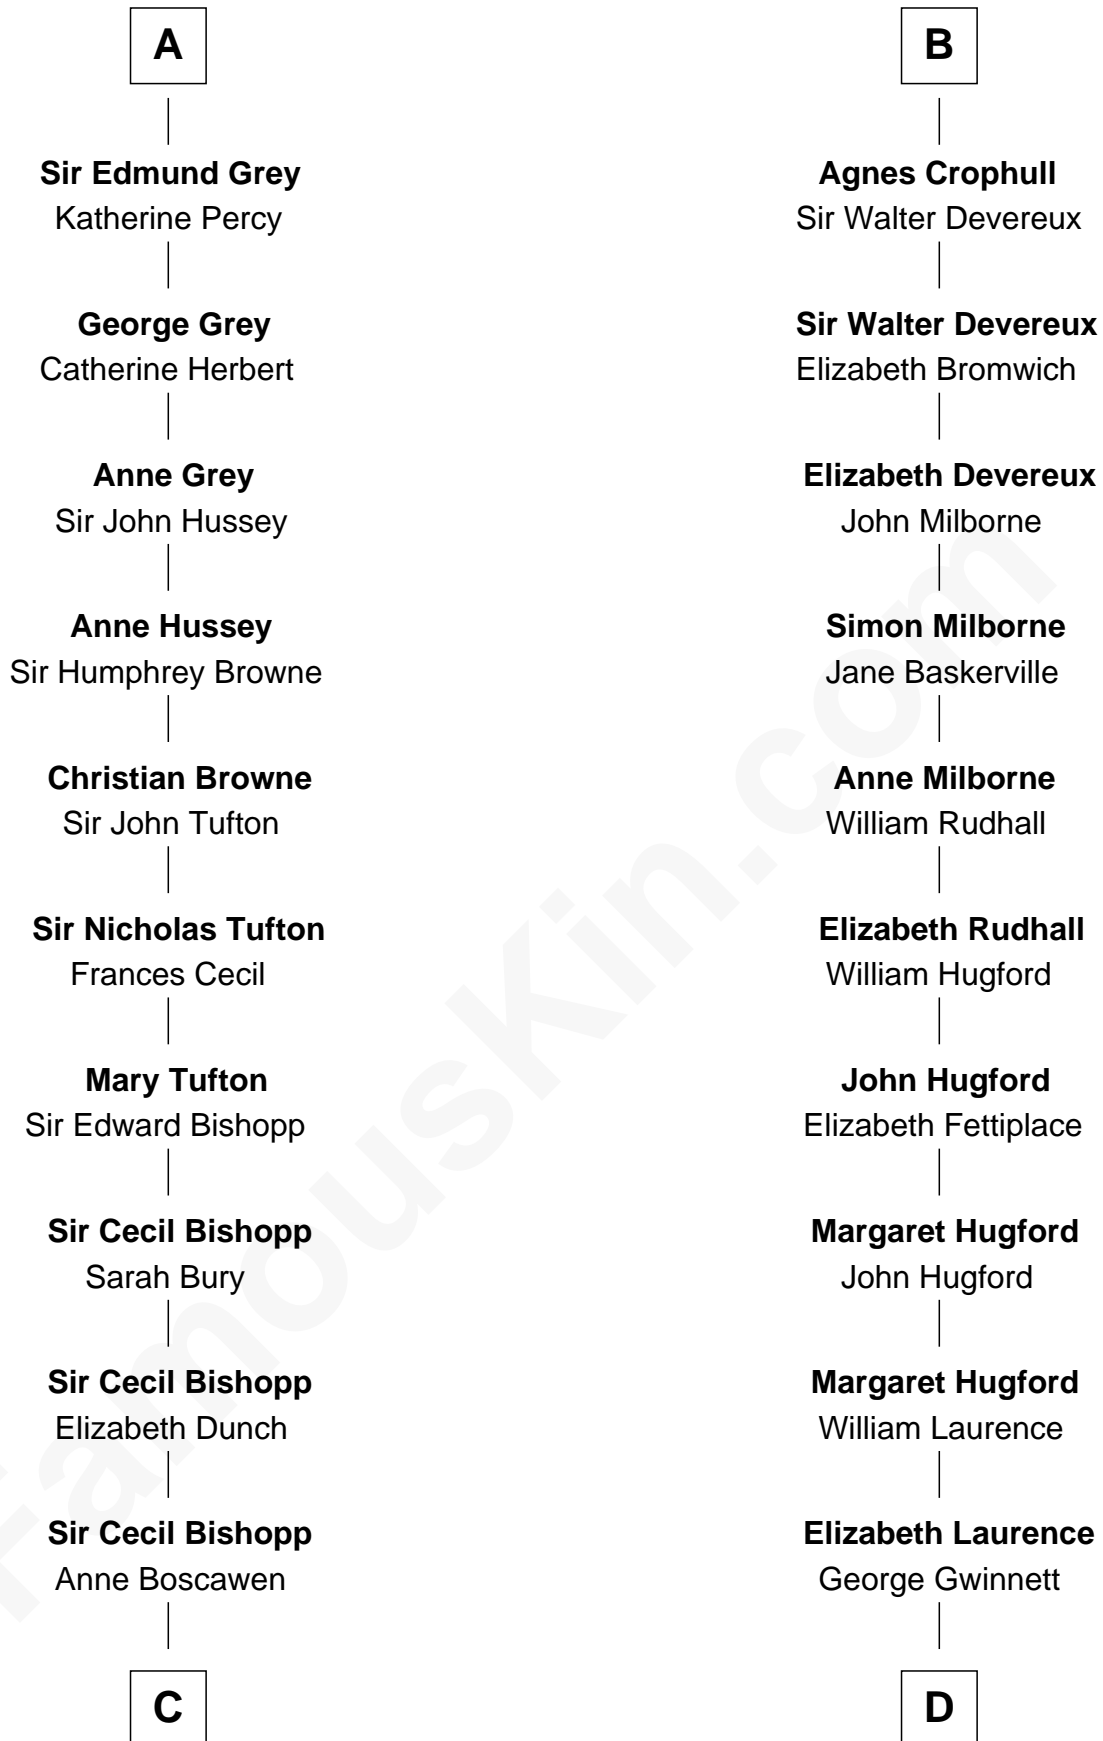 A
Sir Edmund Grey
Katherine Percy
George Grey
Catherine Herbert
Anne Grey
Sir John Hussey
Anne Hussey
Sir Humphrey Browne
Christian Browne
Sir John Tufton
Sir Nicholas Tufton
Frances Cecil
Mary Tufton
Sir Edward Bishopp
Sir Cecil Bishopp
Sarah Bury
Sir Cecil Bishopp
Elizabeth Dunch
Sir Cecil Bishopp
Anne Boscawen
C
B
Agnes Crophull
Sir Walter Devereux
Sir Walter Devereux
Elizabeth Bromwich
Elizabeth Devereux
John Milborne
Simon Milborne
Jane Baskerville
Anne Milborne
William Rudhall
Elizabeth Rudhall
William Hugford
John Hugford
Elizabeth Fettiplace
Margaret Hugford
John Hugford
Margaret Hugford
William Laurence
Elizabeth Laurence
George Gwinnett
D
FamousKin.com